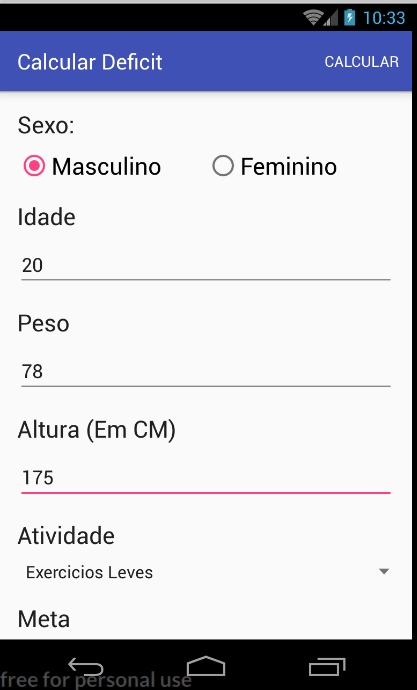 10:33
Calcular Deficit CALCULAR
Sexo:
Masculino Feminino
Idade
20
Peso
78
Altura (Em CM)
175
Atividade
Exercicios Leves
Meta
free for personal use